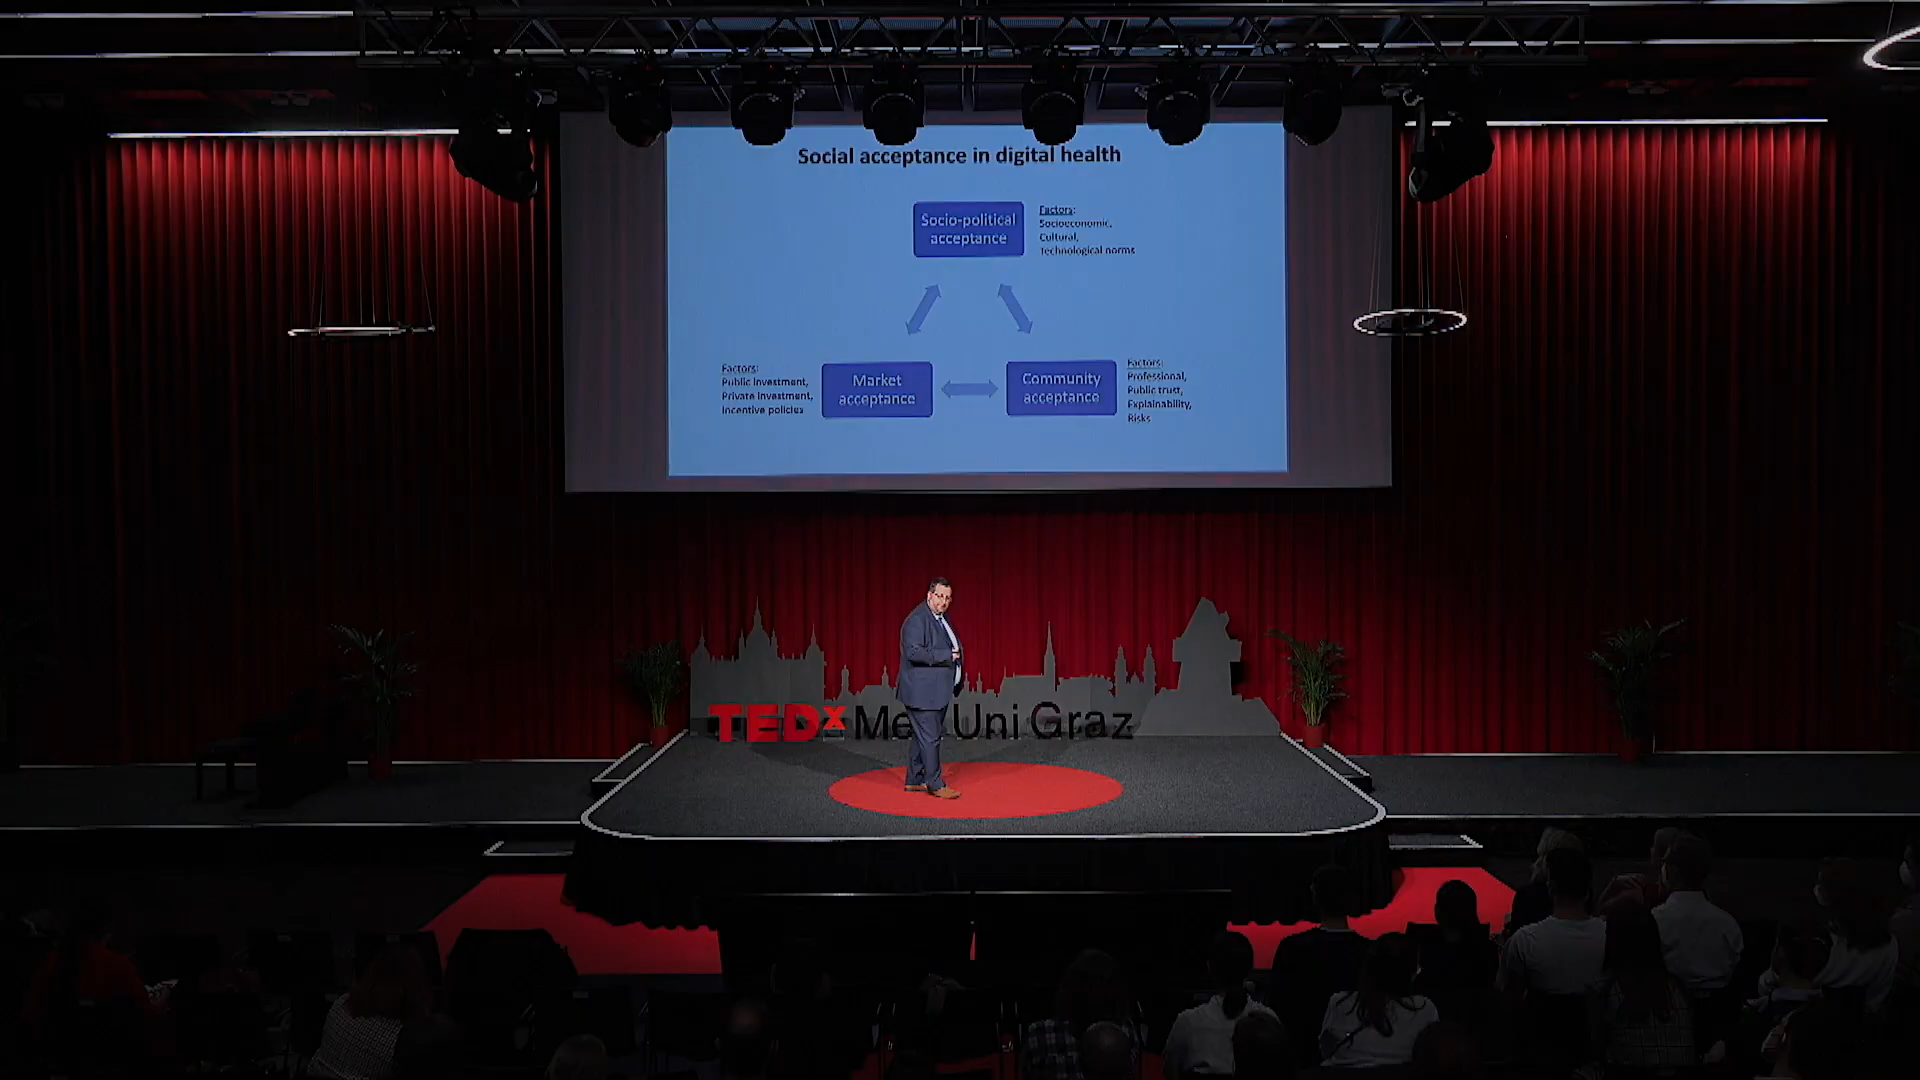 Social acceptance in digital health
Socio-political
acceptance
Factors:
Socioeconomic,
Cultural,
Technological norms
Factors:
Public investment,
Private investment,
Incentive policies
Market
acceptance
Community
acceptance
Factors:
Professional,
Public trust,
Explainability,
Risks
TEDx Me Uni Graz